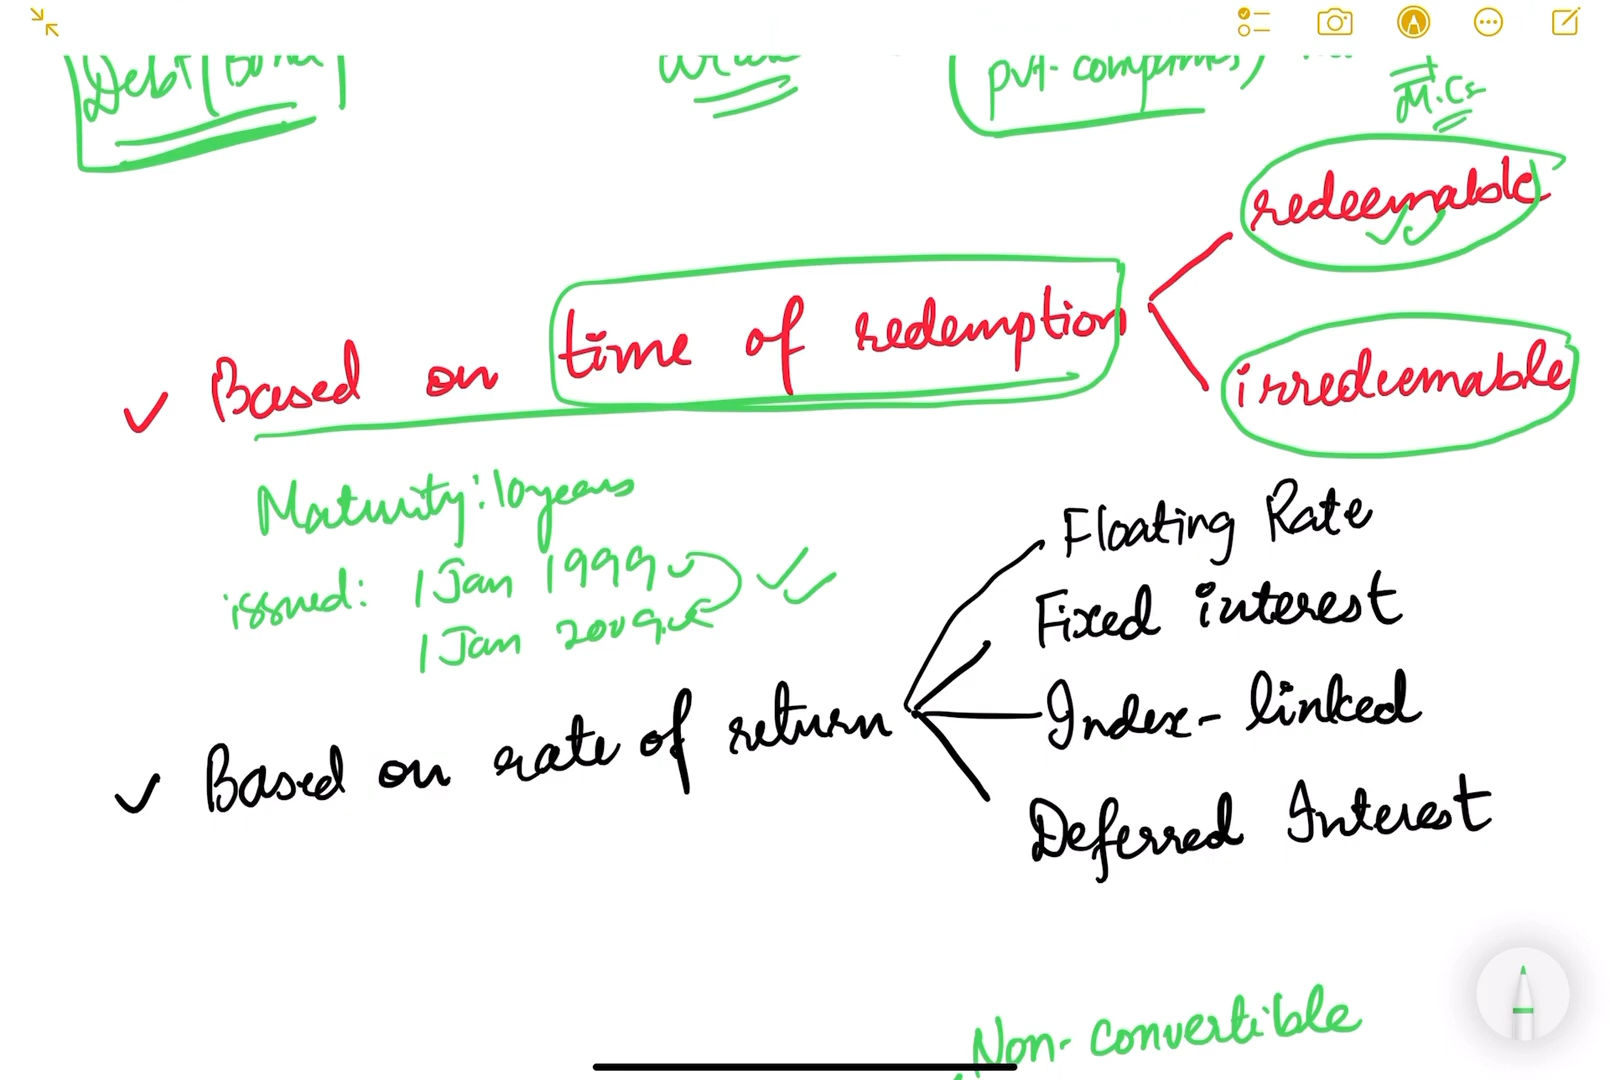 Debt
pvt- companies)
redeemable
Based on time of redemption
irredeemable
Maturity: 10 years
issued: 1 Jan 1999
1 Jan 2009
Floating Rate
Fixed interest
Index- linked
Based on rate of return
Deferred Interest
Non- convertible